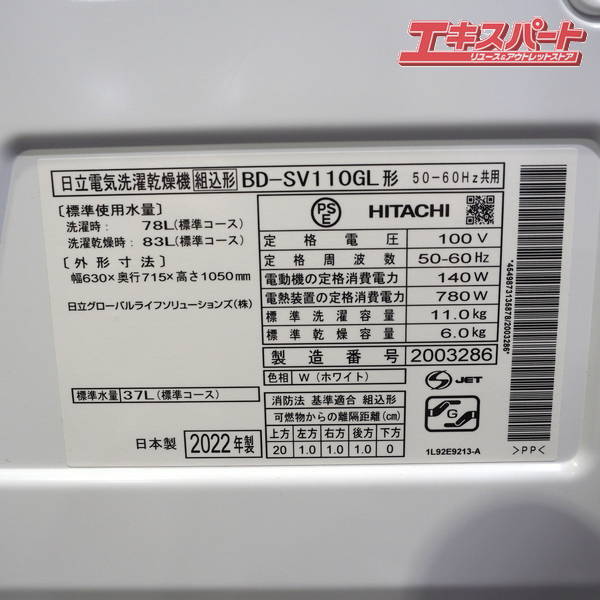 エキスパート
リユース&アウトレットストア
日立電気洗濯乾燥機 組込形 BD-SV110GL形 50-60Hz共用
[標準使用水量]
洗濯時: 78L(標準コース)
洗濯乾燥時: 83L(標準コース)
[外形寸法]
幅630×奥行715×高さ1050mm
日立グローバルライフソリューションズ(株)
標準水量 37L(標準コース)
日本製 2022年製
PSE HITACHI
定格電圧 100V
定格周波数 50-60Hz
電動機の定格消費電力 140W
電熱装置の定格消費電力 780W
標準洗濯容量 11.0kg
標準乾燥容量 6.0kg
製造番号 2003286
色相 W(ホワイト)
消防法 基準適合 組込形
可燃物からの離隔距離(cm)
上方 左方 右方 後方 下方
20 1.0 1.0 1.0 0
S JET
G
1L92E9213-A
*4549873135878/2003286*
>PP<